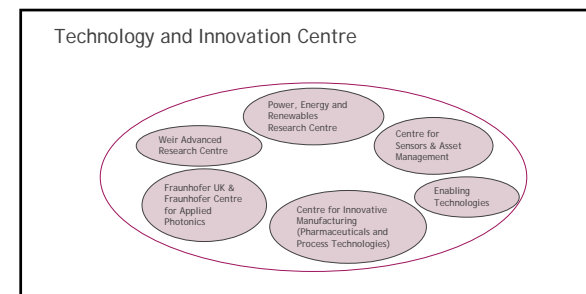 Technology and Innovation Centre
Power, Energy and
Renewables
Research Centre
Weir Advanced
Research Centre
Centre for
Sensors & Asset
Management
Fraunhofer UK &
Fraunhofer Centre
for Applied
Photonics
Centre for Innovative
Manufacturing
(Pharmaceuticals and
Process Technologies)
Enabling
Technologies